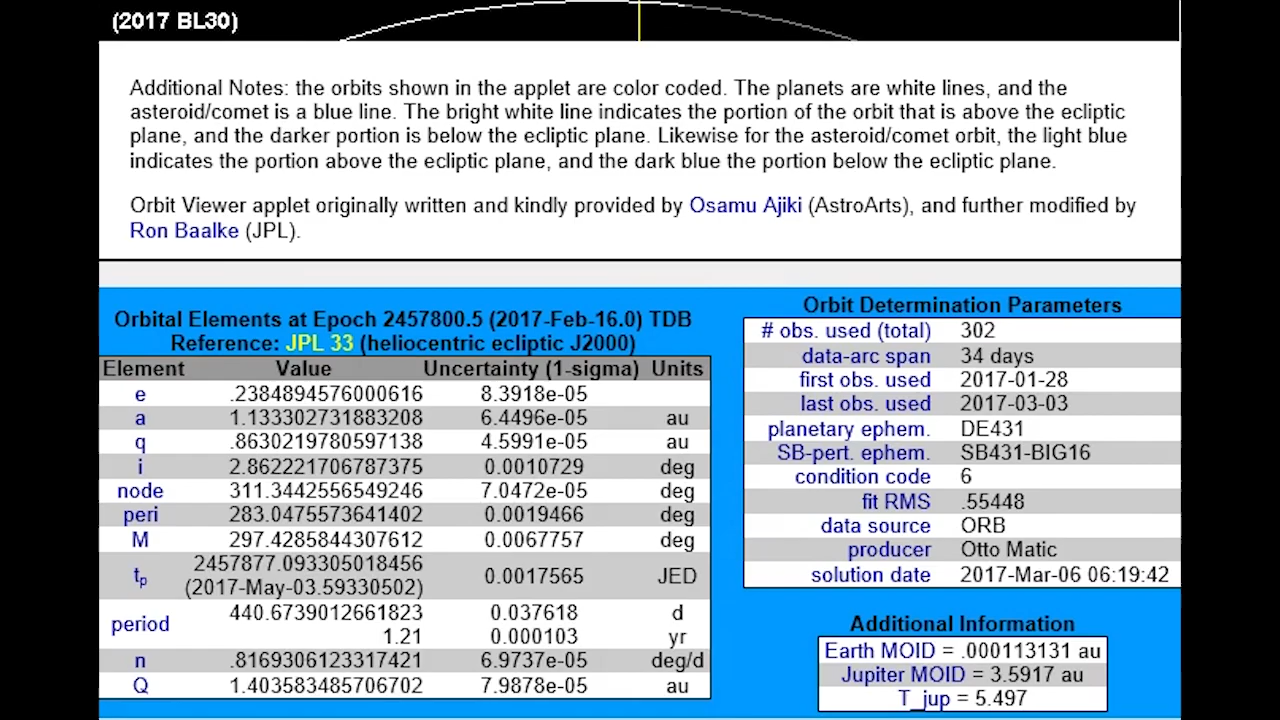 (2017 BL30)
Additional Notes: the orbits shown in the applet are color coded. The planets are white lines, and the
asteroid/comet is a blue line. The bright white line indicates the portion of the orbit that is above the ecliptic
plane, and the darker portion is below the ecliptic plane. Likewise for the asteroid/comet orbit, the light blue
indicates the portion above the ecliptic plane, and the dark blue the portion below the ecliptic plane.
Orbit Viewer applet originally written and kindly provided by Osamu Ajiki (AstroArts), and further modified by
Ron Baalke (JPL).
Orbital Elements at Epoch 2457800.5 (2017-Feb-16.0) TDB
Reference: JPL 33 (heliocentric ecliptic J2000)
Element Value Uncertainty (1-sigma) Units
e .2384894576000616 8.3918e-05
a 1.133302731883208 6.4496e-05 au
q .8630219780597138 4.5991e-05 au
i 2.862221706787375 0.0010729 deg
node 311.3442556549246 7.0472e-05 deg
peri 283.0475573641402 0.0019466 deg
M 297.4285844307612 0.0067757 deg
tp 2457877.093305018456 0.0017565 JED
(2017-May-03.59330502)
period 440.6739012661823 0.037618 d
1.21 0.000103 yr
n .8169306123317421 6.9737e-05 deg/d
Q 1.403583485706702 7.9878e-05 au
Orbit Determination Parameters
# obs. used (total) 302
data-arc span 34 days
first obs. used 2017-01-28
last obs. used 2017-03-03
planetary ephem. DE431
SB-pert. ephem. SB431-BIG16
condition code 6
fit RMS .55448
data source ORB
producer Otto Matic
solution date 2017-Mar-06 06:19:42
Additional Information
Earth MOID = .000113131 au
Jupiter MOID = 3.5917 au
T_jup = 5.497